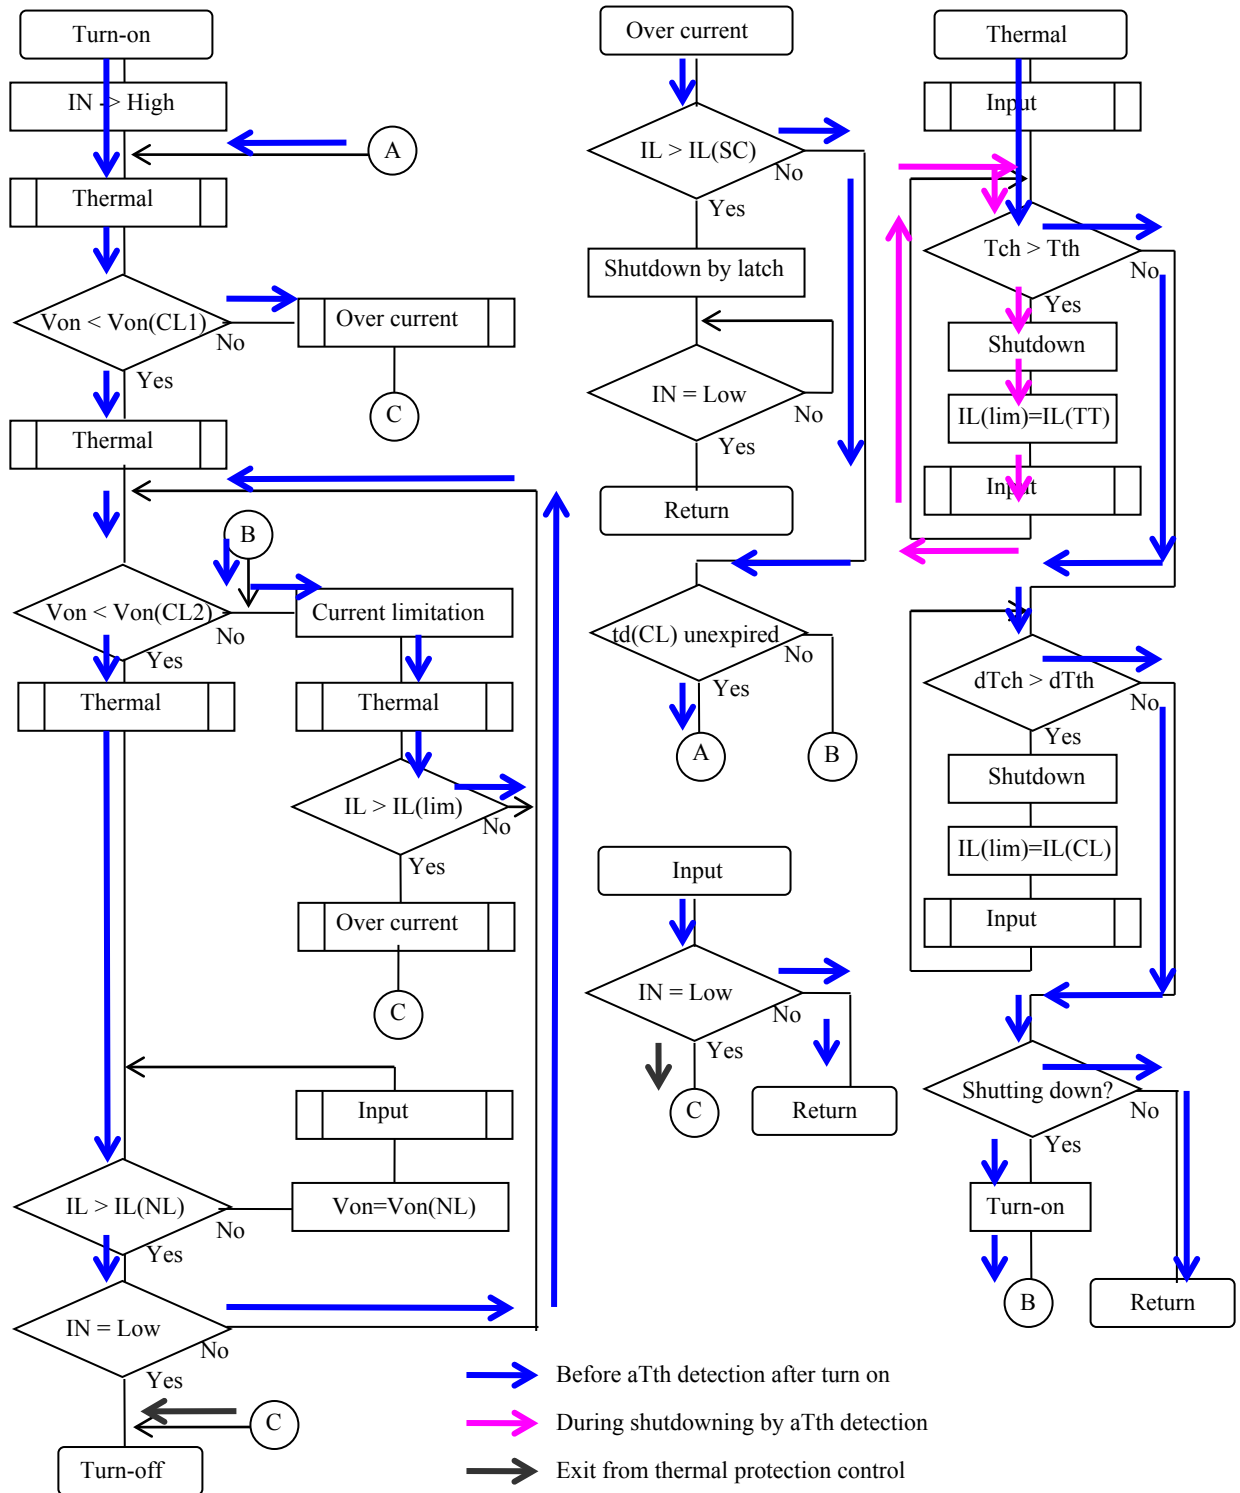 Turn-on
IN -> High
A
Thermal
Von < Von(CL1)
No
Yes
Over current
C
Thermal
B
Von < Von(CL2)
No
Yes
Current limitation
Thermal
Thermal
IL > IL(lim)
No
Yes
Over current
C
Input
IL > IL(NL)
No
Yes
Von=Von(NL)
IN = Low
No
Yes
C
Turn-off
Over current
IL > IL(SC)
No
Yes
Shutdown by latch
IN = Low
No
Yes
Return
td(CL) unexpired
No
Yes
A
B
Input
IN = Low
No
Yes
C
Return
Thermal
Input
Tch > Tth
No
Yes
Shutdown
IL(lim)=IL(TT)
Input
dTch > dTth
No
Yes
Shutdown
IL(lim)=IL(CL)
Input
Shutting down?
No
Yes
Turn-on
B
Return
Before aTth detection after turn on
During shutdowning by aTth detection
Exit from thermal protection control